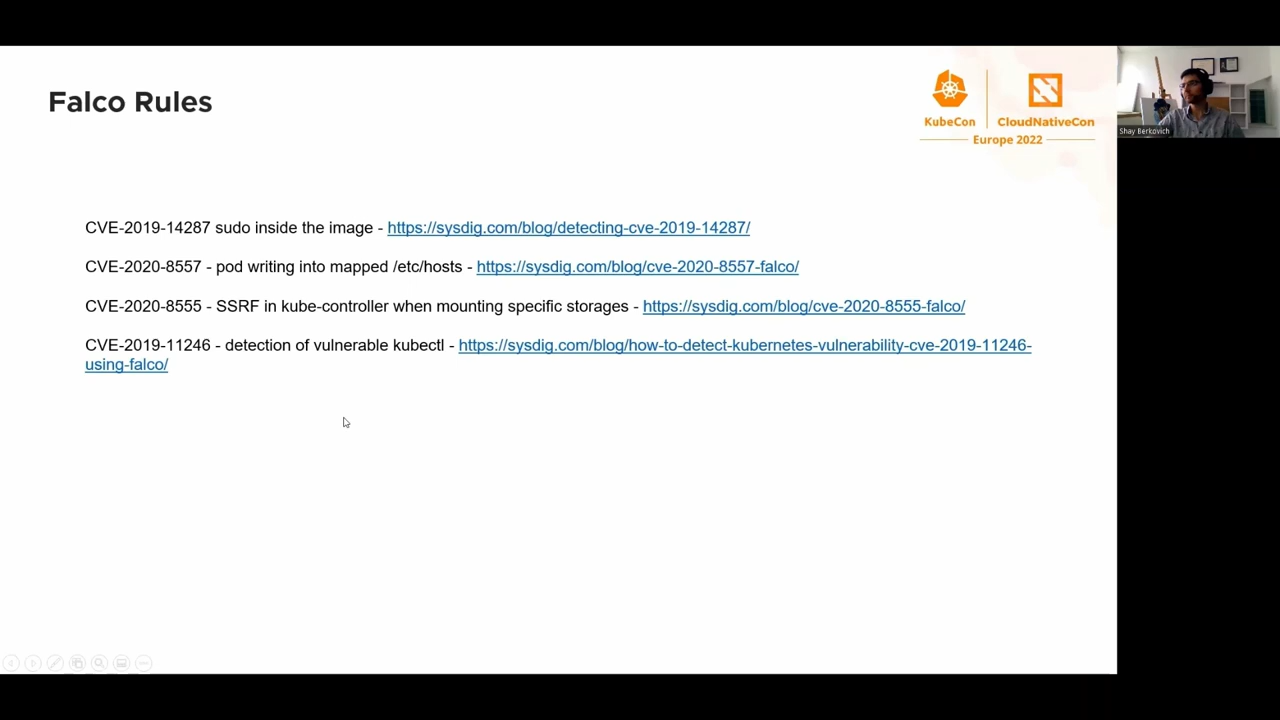 Falco Rules
KubeCon
CloudNativeCon
Europe 2022
Shay Berkovich
CVE-2019-14287 sudo inside the image - https://sysdig.com/blog/detecting-cve-2019-14287/
CVE-2020-8557 - pod writing into mapped /etc/hosts - https://sysdig.com/blog/cve-2020-8557-falco/
CVE-2020-8555 - SSRF in kube-controller when mounting specific storages - https://sysdig.com/blog/cve-2020-8555-falco/
CVE-2019-11246 - detection of vulnerable kubectl - https://sysdig.com/blog/how-to-detect-kubernetes-vulnerability-cve-2019-11246-
using-falco/